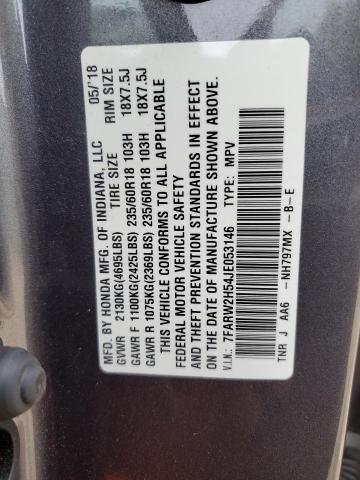 MFD. BY HONDA MFG. OF INDIANA, LLC 05/'18
GVWR 2130KG(4695LBS) TIRE SIZE RIM SIZE
GAWR F 1100KG(2425LBS) 235/60R18 103H 18X7.5J
GAWR R 1075KG(2369LBS) 235/60R18 103H 18X7.5J
THIS VEHICLE CONFORMS TO ALL APPLICABLE
FEDERAL MOTOR VEHICLE SAFETY
AND THEFT PREVENTION STANDARDS IN EFFECT
ON THE DATE OF MANUFACTURE SHOWN ABOVE.
V.I.N.: 7FARW2H54JE053146 TYPE: MPV
TNR J AA6 -NH797MX -B-E